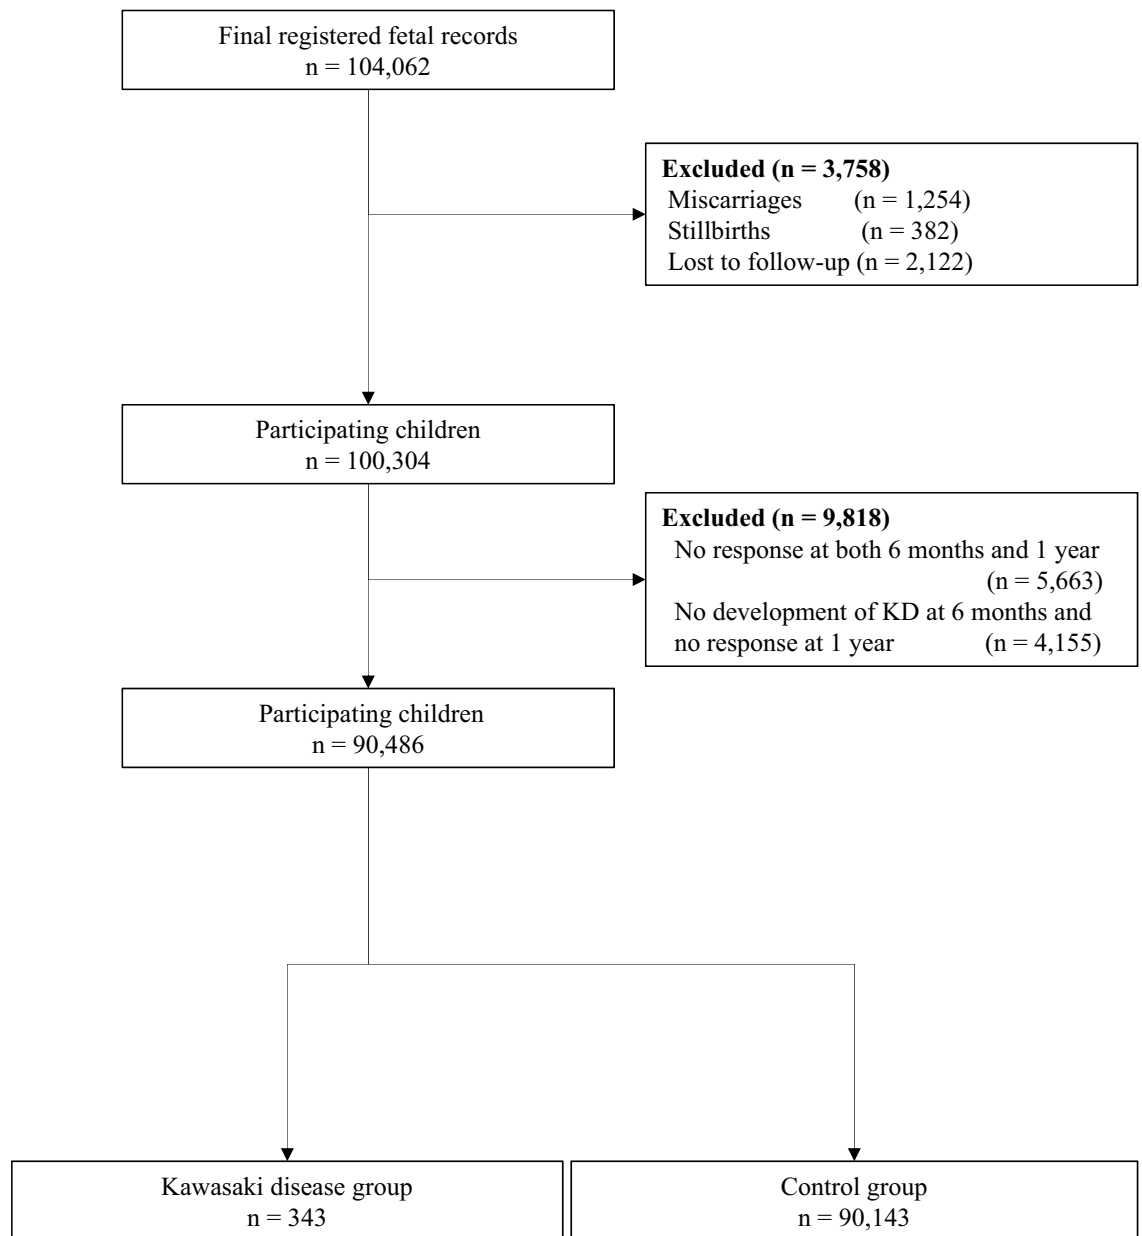 Final registered fetal records
n = 104,062
Excluded (n = 3,758)
Miscarriages (n = 1,254)
Stillbirths (n = 382)
Lost to follow-up (n = 2,122)
Participating children
n = 100,304
Excluded (n = 9,818)
No response at both 6 months and 1 year
(n = 5,663)
No development of KD at 6 months and
no response at 1 year (n = 4,155)
Participating children
n = 90,486
Kawasaki disease group
n = 343
Control group
n = 90,143